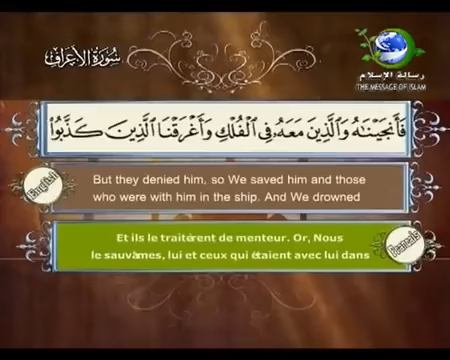 سورة الأعراف
رسالة الإسلام
THE MESSAGE OF ISLAM
فَأَنجَيْنَٰهُ وَٱلَّذِينَ مَعَهُۥ فِى ٱلْفُلْكِ وَأَغْرَقْنَا ٱلَّذِينَ كَذَّبُوا۟
English
But they denied him, so We saved him and those
who were with him in the ship. And We drowned
Et ils le traitèrent de menteur. Or, Nous
le sauvâmes, lui et ceux qui étaient avec lui dans
Francais